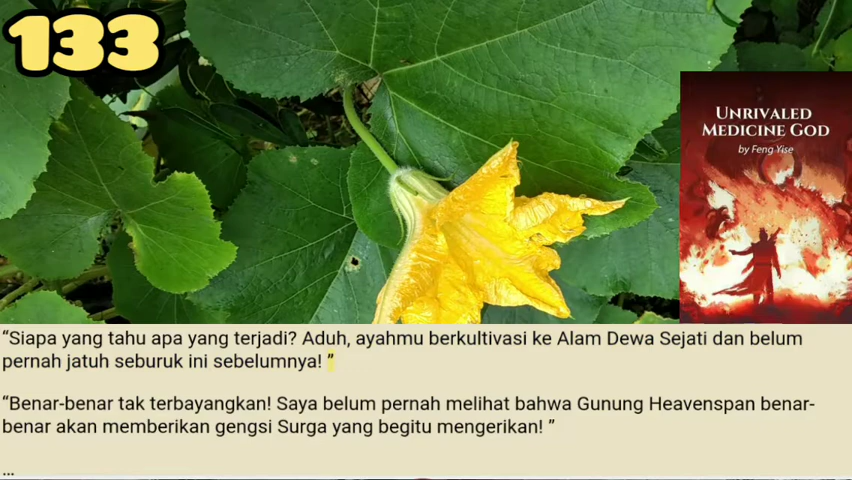 133
UNRIVALED
MEDICINE GOD
by Feng Yise
“Siapa yang tahu apa yang terjadi? Aduh, ayahmu berkultivasi ke Alam Dewa Sejati dan belum
pernah jatuh seburuk ini sebelumnya! ”
“Benar-benar tak terbayangkan! Saya belum pernah melihat bahwa Gunung Heavenspan benar-
benar akan memberikan gengsi Surga yang begitu mengerikan! ”
...